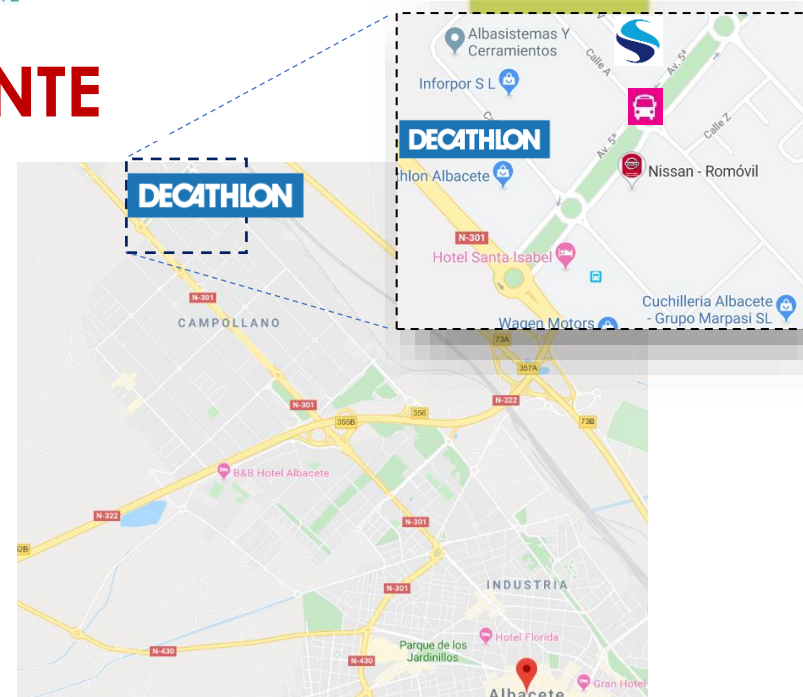 NTE
Albasistemas Y
Cerramientos
Calle A
Av. 5ª
Inforpor S L
Calle Z
DECATHLON
Av. 5ª
hlon Albacete
Nissan - Romóvil
N-301
Hotel Santa Isabel
Cuchilleria Albacete
- Grupo Marpasi SL
Wagen Motors
DECATHLON
N-301
CAMPOLLANO
73A
357A
N-322
N-301
356
355B
73B
B&B Hotel Albacete
N-322
N-301
52B
INDUSTRIA
N-301
Hotel Florida
Parque de los
Jardinillos
N-430
N-430
Gran Hotel
Albacete